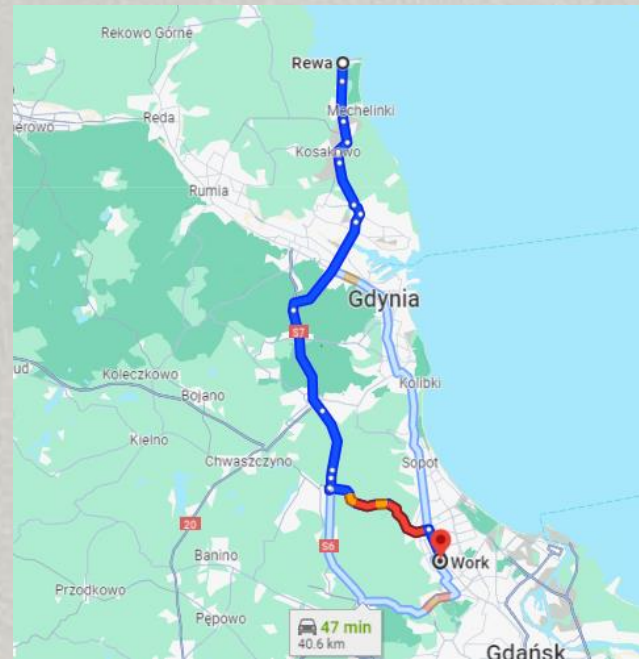 Rekowo Górne
Rewa
Mechelinki
Reda
Kosakowo
Rumia
Gdynia
S7
Koleczkowo
Bojano
Kolibki
Kielno
Chwaszczyno
Sopot
20
S6
Banino
Work
Przodkowo
Pępowo
47 min
40.6 km
Gdańsk